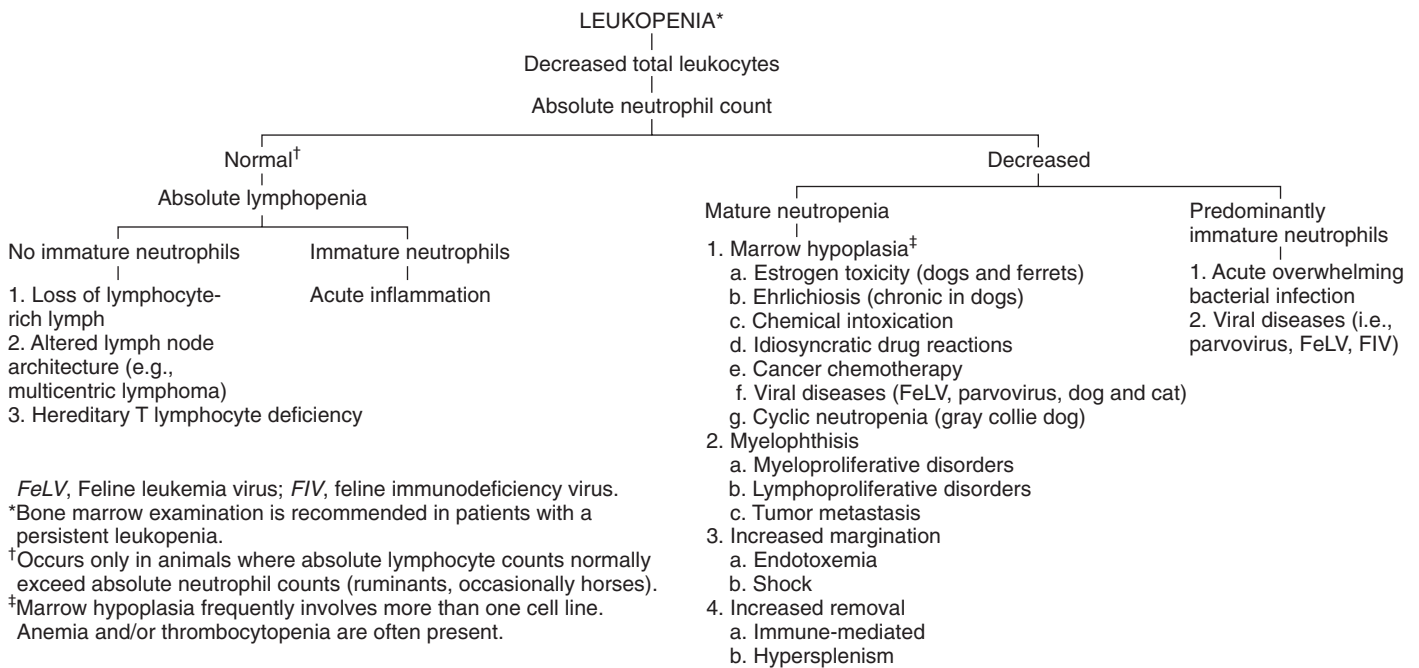 LEUKOPENIA*
Decreased total leukocytes
Absolute neutrophil count
Normal†
Absolute lymphopenia
No immature neutrophils
1. Loss of lymphocyte-
rich lymph
2. Altered lymph node
architecture (e.g.,
multicentric lymphoma)
3. Hereditary T lymphocyte deficiency
Immature neutrophils
Acute inflammation
Decreased
Mature neutropenia
1. Marrow hypoplasia‡
a. Estrogen toxicity (dogs and ferrets)
b. Ehrlichiosis (chronic in dogs)
c. Chemical intoxication
d. Idiosyncratic drug reactions
e. Cancer chemotherapy
f. Viral diseases (FeLV, parvovirus, dog and cat)
g. Cyclic neutropenia (gray collie dog)
2. Myelophthisis
a. Myeloproliferative disorders
b. Lymphoproliferative disorders
c. Tumor metastasis
3. Increased margination
a. Endotoxemia
b. Shock
4. Increased removal
a. Immune-mediated
b. Hypersplenism
Predominantly
immature neutrophils
1. Acute overwhelming
bacterial infection
2. Viral diseases (i.e.,
parvovirus, FeLV, FIV)
FeLV, Feline leukemia virus; FIV, feline immunodeficiency virus.
*Bone marrow examination is recommended in patients with a
persistent leukopenia.
†Occurs only in animals where absolute lymphocyte counts normally
exceed absolute neutrophil counts (ruminants, occasionally horses).
‡Marrow hypoplasia frequently involves more than one cell line.
Anemia and/or thrombocytopenia are often present.